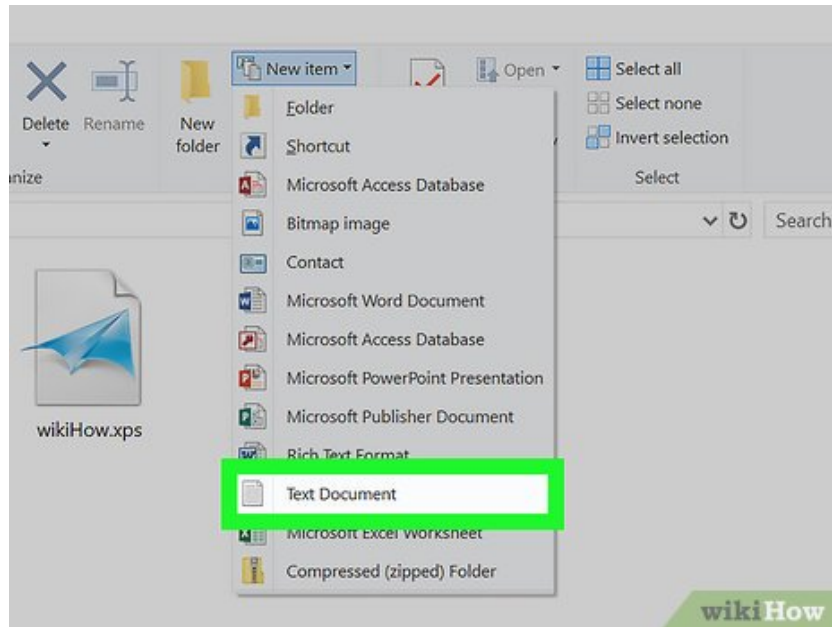 New item
Open
Select all
Delete
Rename
New
folder
Select none
Invert selection
nize
Select
Search
Folder
Shortcut
Microsoft Access Database
Bitmap image
Contact
Microsoft Word Document
Microsoft Access Database
Microsoft PowerPoint Presentation
Microsoft Publisher Document
Rich Text Format
Text Document
Microsoft Excel Worksheet
Compressed (zipped) Folder
wikiHow.xps
wikiHow